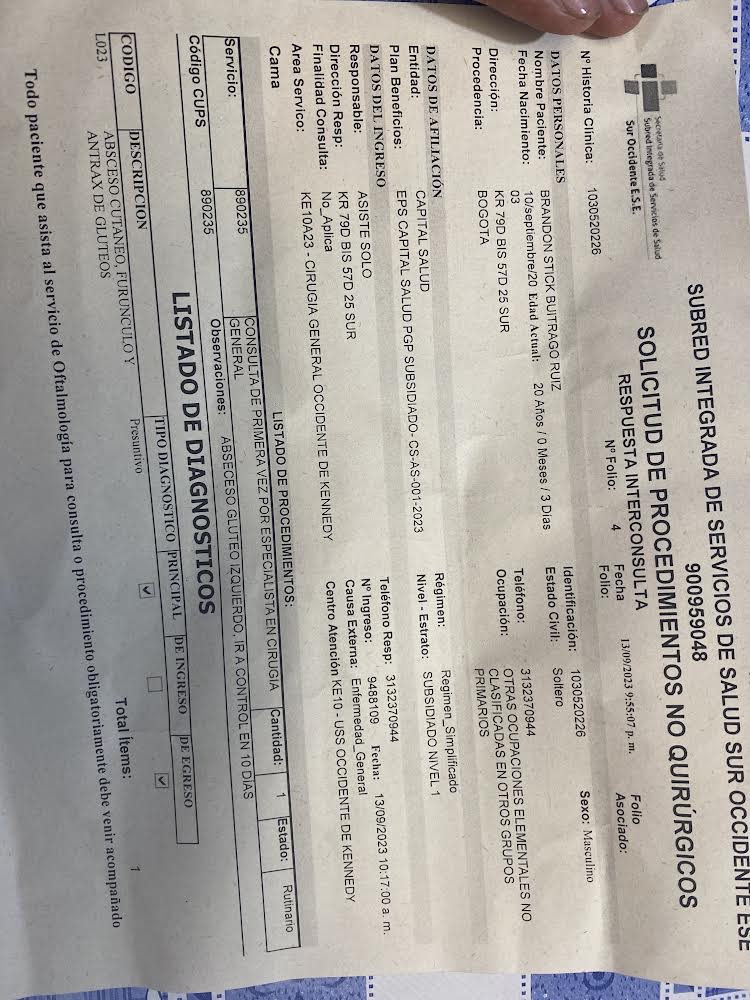 Secretaría de Salud
Subred Integrada de Servicios de Salud
Sur Occidente E.S.E.
SUBRED INTEGRADA DE SERVICIOS DE SALUD SUR OCCIDENTE ESE
900959048
SOLICITUD DE PROCEDIMIENTOS NO QUIRÚRGICOS
RESPUESTA INTERCONSULTA
N° Folio: 4 Fecha Folio: 13/09/2023 9:55:07 p. m. Folio Asociado:
N° Historia Clínica: 1030520226
DATOS PERSONALES
Nombre Paciente: BRANDON STICK BUITRAGO RUIZ Identificación: 1030520226 Sexo: Masculino
Fecha Nacimiento: 10/septiembre/2003 Edad Actual: 20 Años / 0 Meses / 3 Dias Estado Civil: Soltero
Dirección: KR 79D BIS 57D 25 SUR Teléfono: 3132370944
Procedencia: BOGOTA Ocupación: OTRAS OCUPACIONES ELEMENTALES NO CLASIFICADAS EN OTROS GRUPOS PRIMARIOS
DATOS DE AFILIACIÓN
Entidad: CAPITAL SALUD Régimen: Regimen_Simplificado
Plan Beneficios: EPS CAPITAL SALUD PGP SUBSIDIADO- CS-AS-001-2023 Nivel - Estrato: SUBSIDIADO NIVEL 1
DATOS DEL INGRESO
Responsable: ASISTE SOLO Teléfono Resp: 3132370944
Dirección Resp: KR 79D BIS 57D 25 SUR N° Ingreso: 9488109 Fecha: 13/09/2023 10:17:00 a. m.
Finalidad Consulta: No_Aplica Causa Externa: Enfermedad_General
Area Servico: KE10A23 - CIRUGIA GENERAL OCCIDENTE DE KENNEDY Centro Atención KE10 - USS OCCIDENTE DE KENNEDY
Cama
LISTADO DE PROCEDIMIENTOS:
Servicio: 890235 CONSULTA DE PRIMERA VEZ POR ESPECIALISTA EN CIRUGIA GENERAL Cantidad: 1 Estado: Rutinario
Código CUPS 890235 Observaciones: ABSECESO GLUTEO IZQUIERDO, IR A CONTROL EN 10 DIAS
LISTADO DE DIAGNOSTICOS
CODIGO DESCRIPCION TIPO DIAGNOSTICO PRINCIPAL DE INGRESO DE EGRESO
L023 ABSCESO CUTANEO, FURUNCULO Y ANTRAX DE GLUTEOS Presuntivo
Total Ítems: 1
Todo paciente que asista al servicio de Oftalmología para consulta o procedimiento obligatoriamente debe venir acompañado